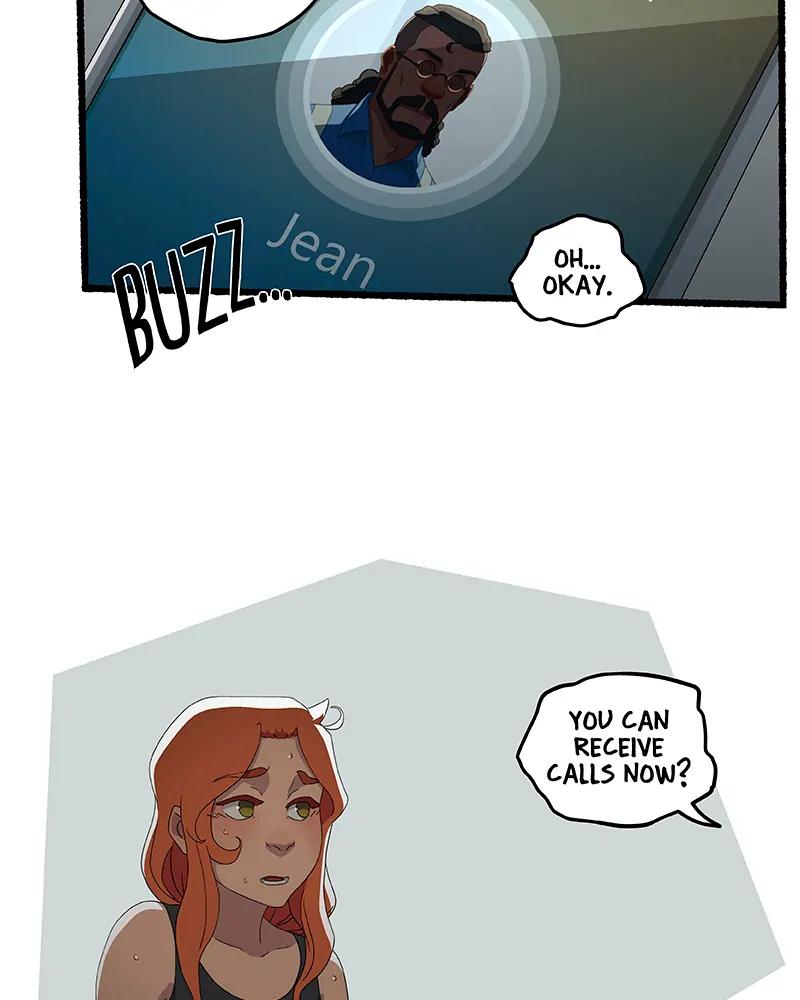 Jean
BUZZ...
OH...
OKAY.
YOU CAN
RECEIVE
CALLS NOW?